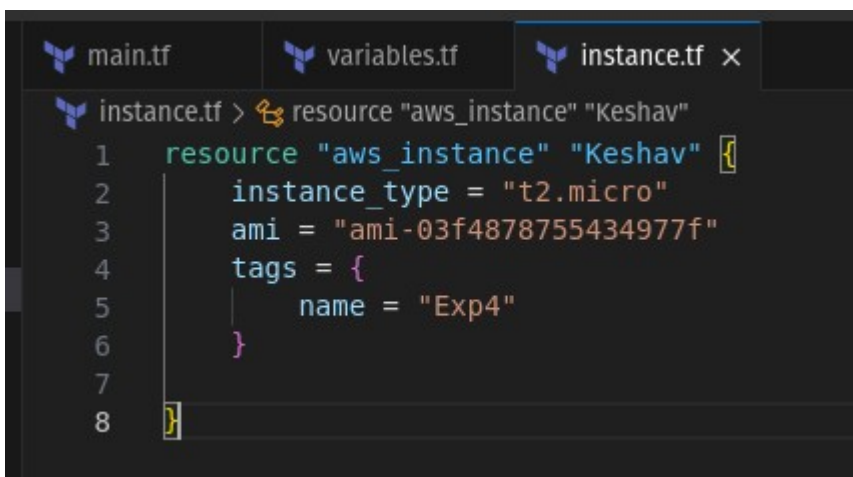 main.tf variables.tf instance.tf ×
instance.tf > resource "aws_instance" "Keshav"
1 resource "aws_instance" "Keshav" {
2 instance_type = "t2.micro"
3 ami = "ami-03f4878755434977f"
4 tags = {
5 name = "Exp4"
6 }
7
8 }